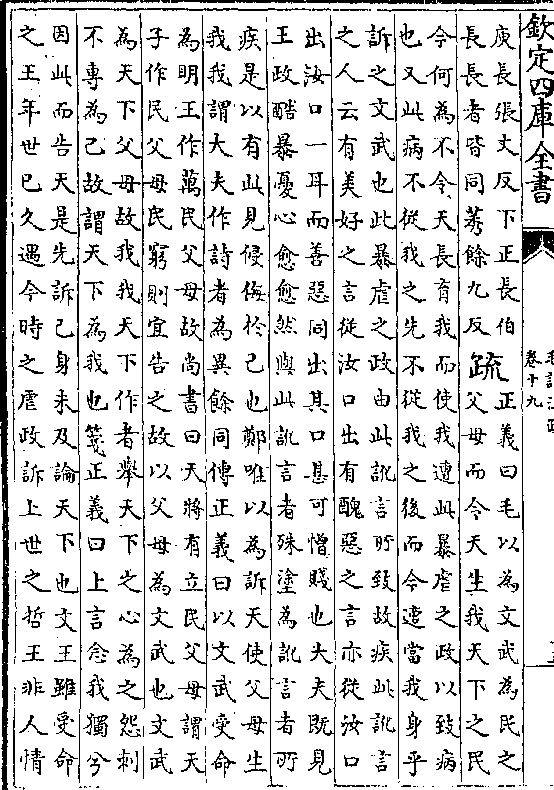 欽定四庫全書
毛詩注疏
卷十九
庾長張丈反下正長伯
長長者皆同莠餘九反
疏
正義曰毛以為文武為民之
父母而今天生我天下之民
今何為不令天長育我而使我遭此暴虐之政以致病
也又此病不從我之先不從我之後而今遭當我身乎
訴之文武也此暴虐之政由此訛言所致故疾此訛言
之人云有美好之言從汝口出有醜惡之言亦從汝口
出汝口一耳而善惡同出其口甚可憎賤也大夫既見
王政酷暴憂心愈愈然與此訛言者殊塗為訛言者所
疾是以有此見侵侮於己也鄭唯以為訴天使父母生
我我謂大夫作詩者為異餘同傳正義曰以文武受命
為明王作萬民父母故尚書曰天將有立民父母謂天
子作民父母民窮則宜告之故以父母為文武也文武
為天下父母故我我天下作者舉天下之心為之怨刺
不專為己故謂天下為我也箋正義曰上言念我獨兮
因此而告天是先訴己身未及論天下也文王雖受命
之王年世已久遇今時之虐政訴上世之哲王非人情